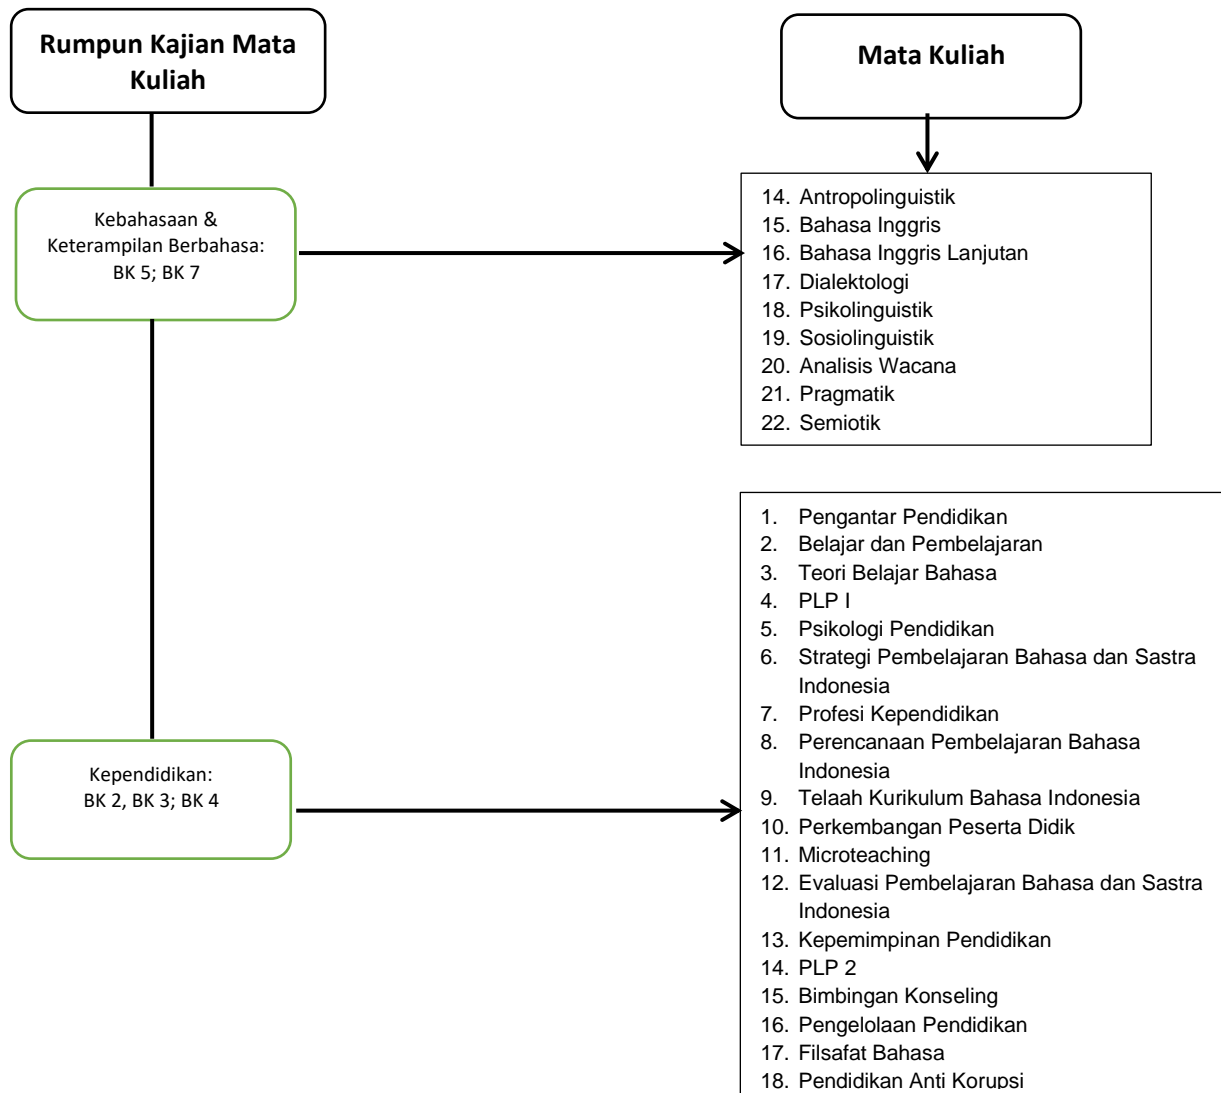 Rumpun Kajian Mata
Kuliah
Mata Kuliah
Kebahasaan &
Keterampilan Berbahasa:
BK 5; BK 7
14. Antropolinguistik
15. Bahasa Inggris
16. Bahasa Inggris Lanjutan
17. Dialektologi
18. Psikolinguistik
19. Sosiolinguistik
20. Analisis Wacana
21. Pragmatik
22. Semiotik
Kependidikan:
BK 2, BK 3; BK 4
1. Pengantar Pendidikan
2. Belajar dan Pembelajaran
3. Teori Belajar Bahasa
4. PLP I
5. Psikologi Pendidikan
6. Strategi Pembelajaran Bahasa dan Sastra
Indonesia
7. Profesi Kependidikan
8. Perencanaan Pembelajaran Bahasa
Indonesia
9. Telaah Kurikulum Bahasa Indonesia
10. Perkembangan Peserta Didik
11. Microteaching
12. Evaluasi Pembelajaran Bahasa dan Sastra
Indonesia
13. Kepemimpinan Pendidikan
14. PLP 2
15. Bimbingan Konseling
16. Pengelolaan Pendidikan
17. Filsafat Bahasa
18. Pendidikan Anti Korupsi